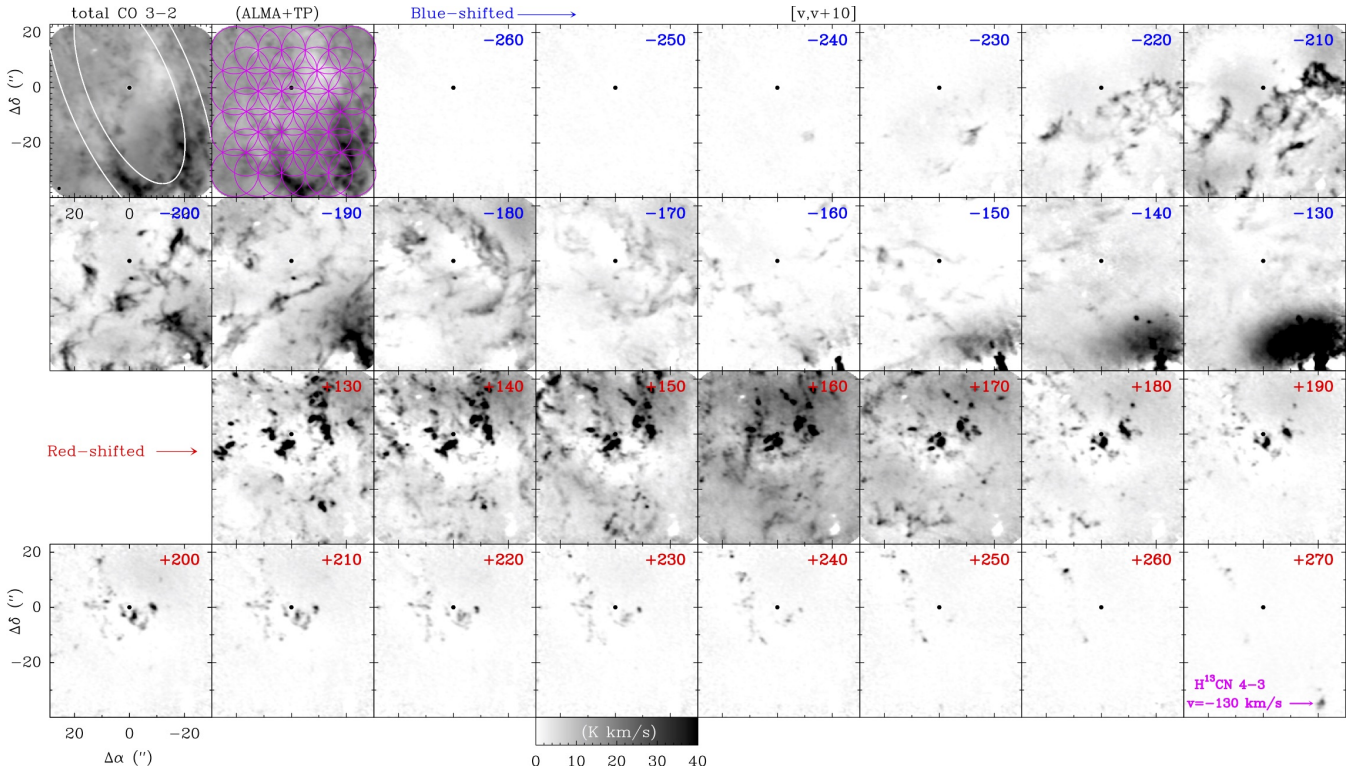 total CO 3−2 (ALMA+TP) Blue−shifted [v,v+10]
20 −260 −250 −240 −230 −220 −210
Δδ (″) 0
−20
20 0 −20
−200 −190 −180 −170 −160 −150 −140 −130
+130 +140 +150 +160 +170 +180 +190
Red−shifted
20 +200 +210 +220 +230 +240 +250 +260 +270
Δδ (″) 0
−20
H¹³CN 4−3
v=−130 km/s
20 0 −20 (K km/s)
Δα (″) 0 10 20 30 40